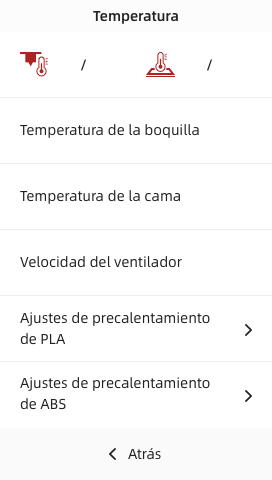 Temperatura
/ /
Temperatura de la boquilla
Temperatura de la cama
Velocidad del ventilador
Ajustes de precalentamiento
de PLA
Ajustes de precalentamiento
de ABS
Atrás